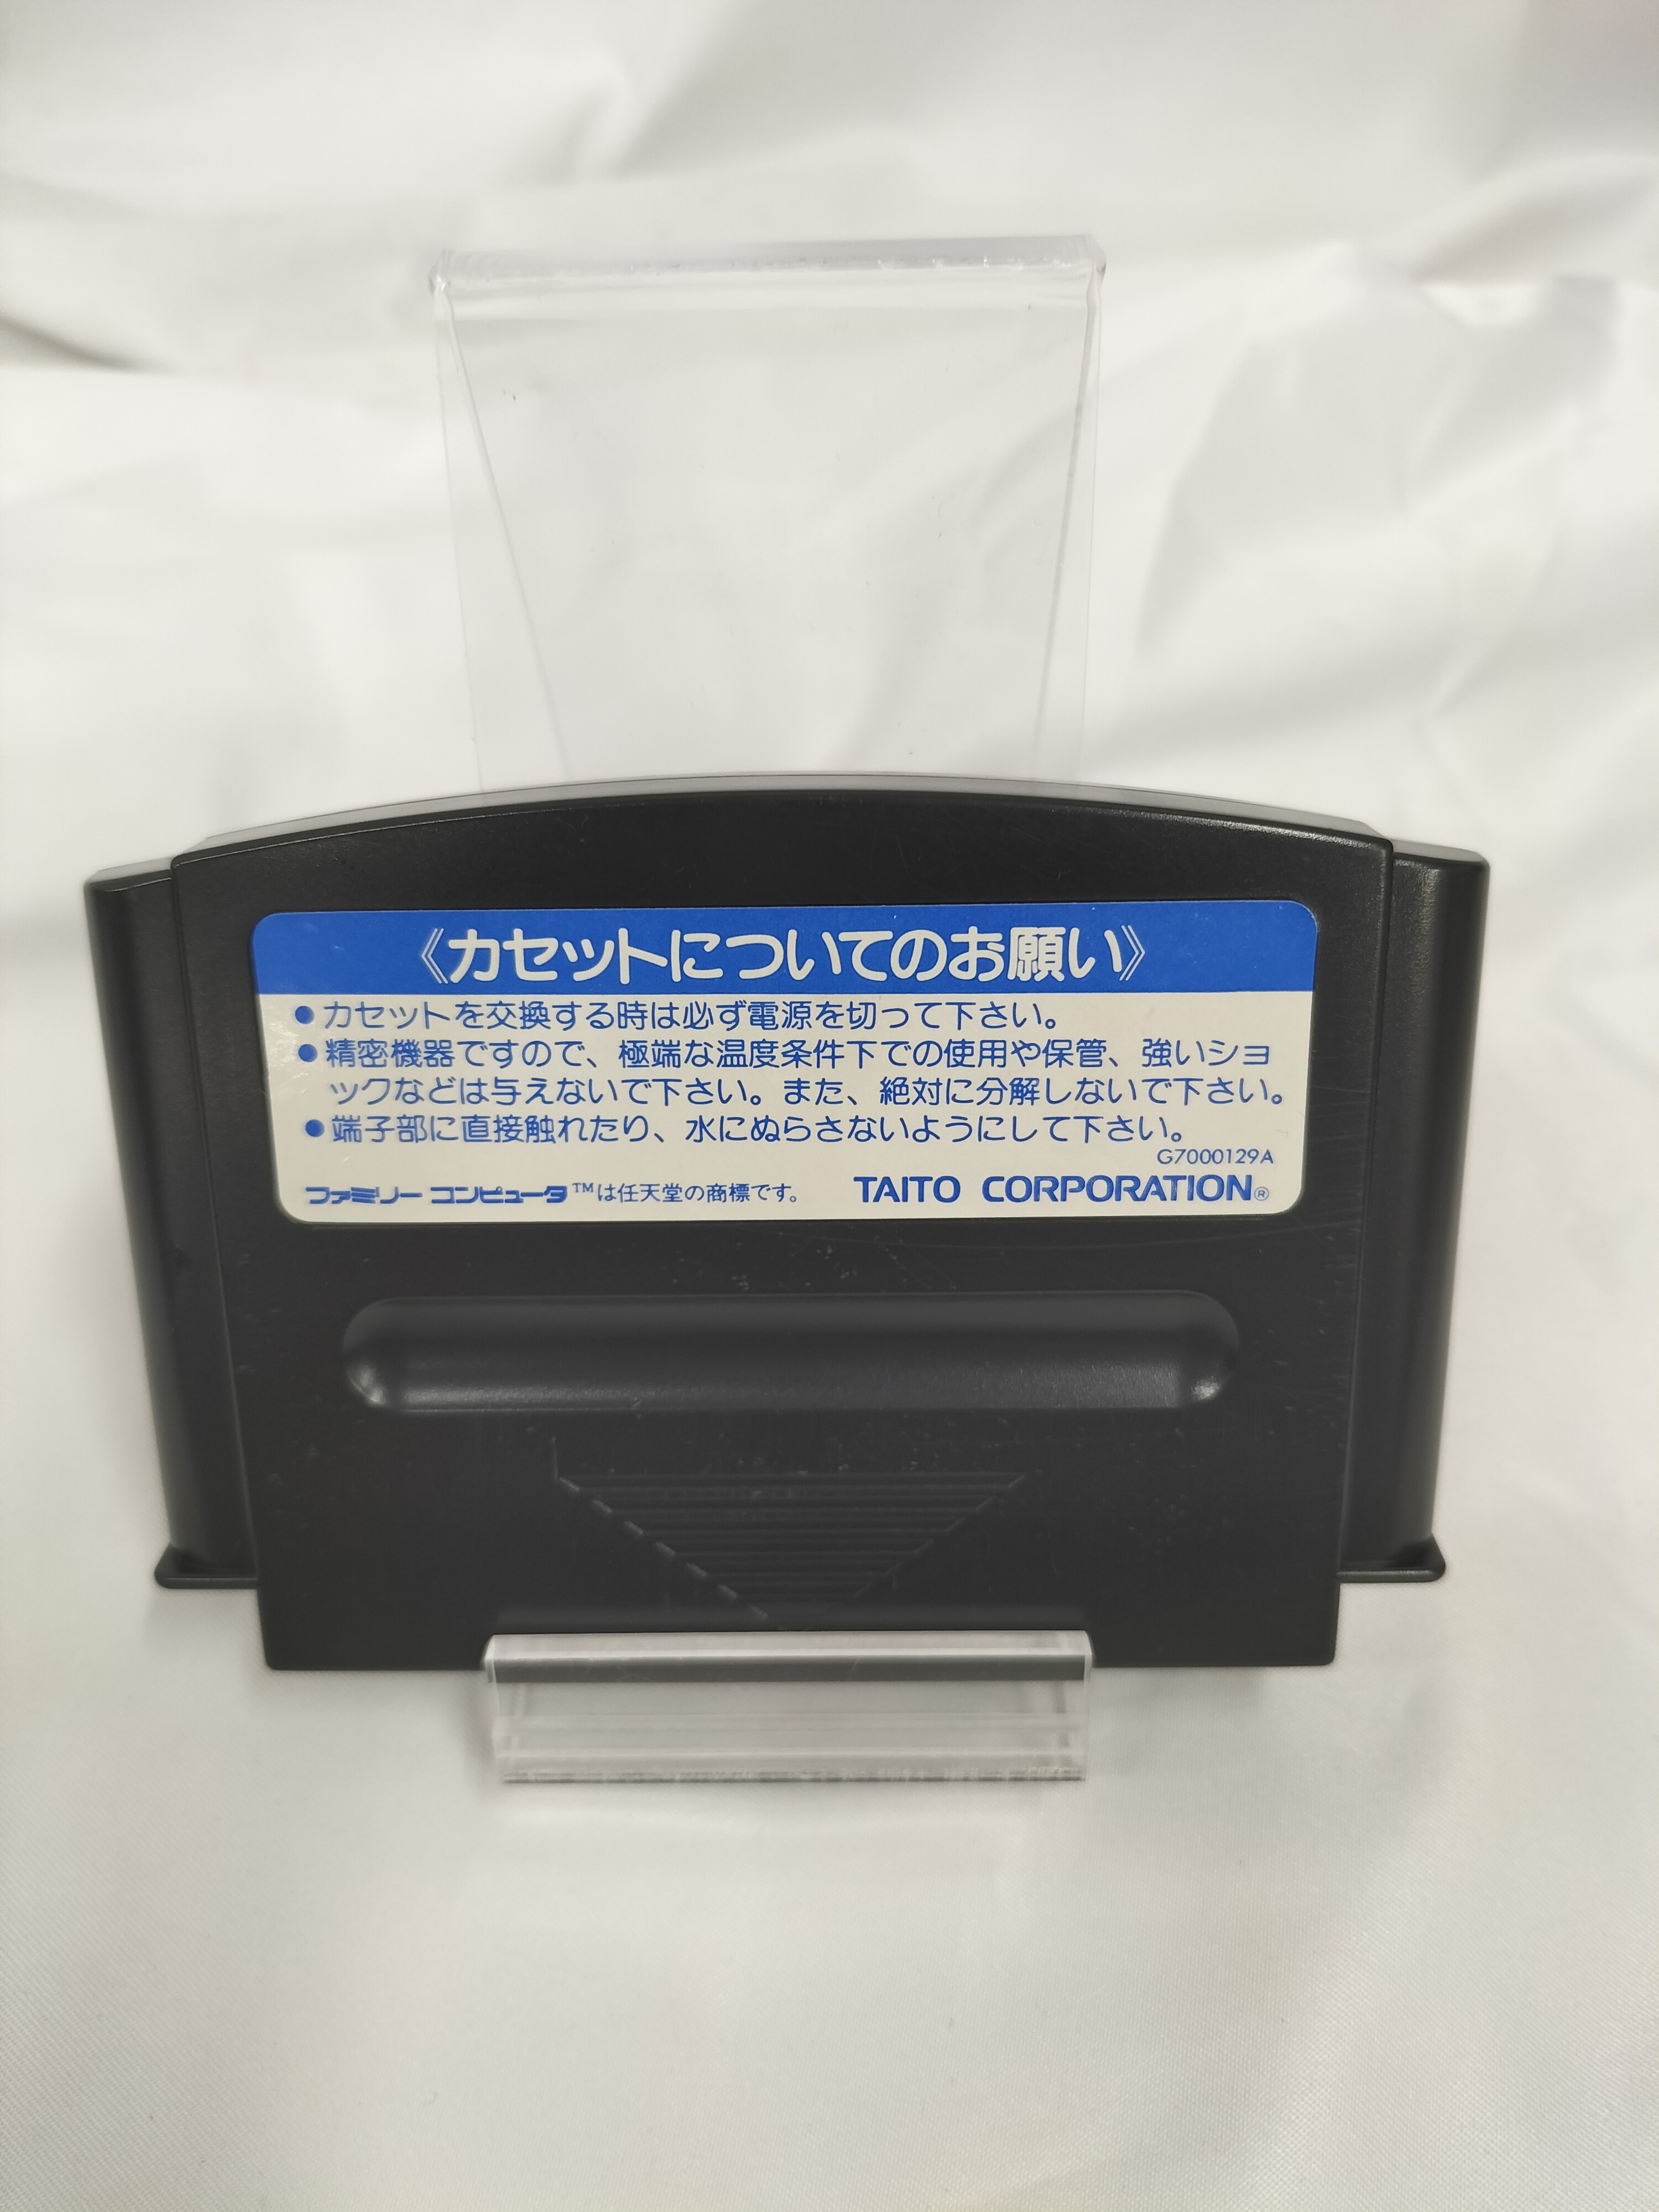 《カセットについてのお願い》
●カセットを交換する時は必ず電源を切って下さい。
●精密機器ですので、極端な温度条件下での使用や保管、強いショ
ックなどは与えないで下さい。また、絶対に分解しないで下さい。
●端子部に直接触れたり、水にぬらさないようにして下さい。
G7000129A
ファミリー コンピュータ™は任天堂の商標です。 TAITO CORPORATION®